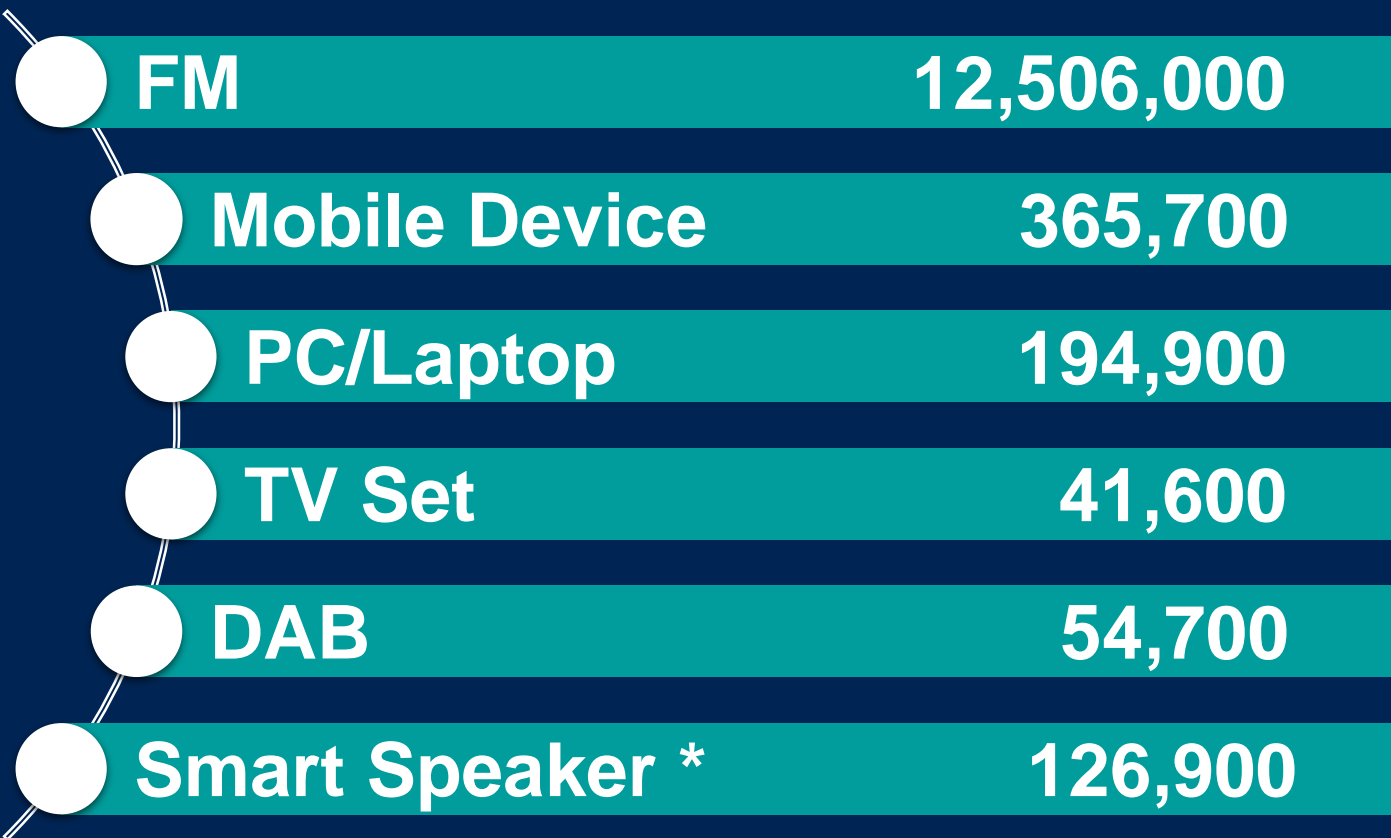 FM 12,506,000
Mobile Device 365,700
PC/Laptop 194,900
TV Set 41,600
DAB 54,700
Smart Speaker * 126,900